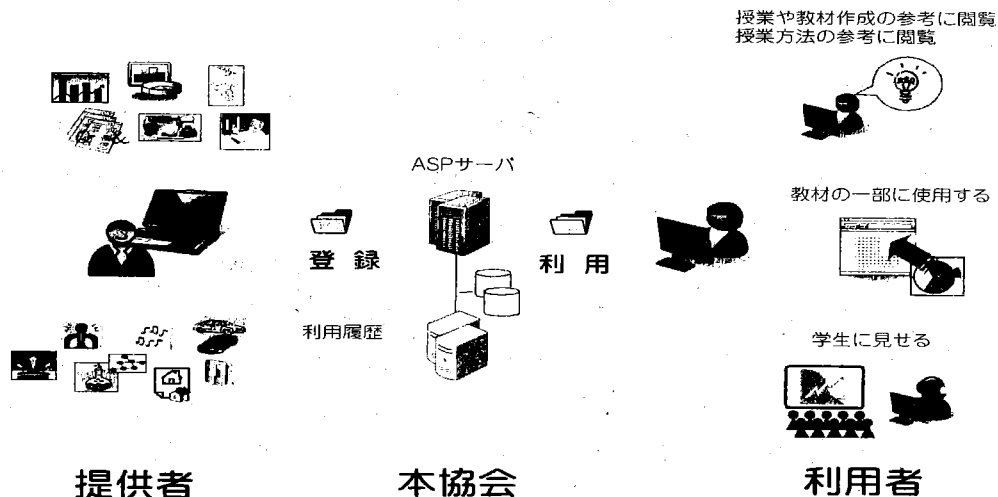 授業や教材作成の参考に閲覧
授業方法の参考に閲覧
ASPサーバ
教材の一部に使用する
登録
利用
利用履歴
学生に見せる
提供者
本協会
利用者